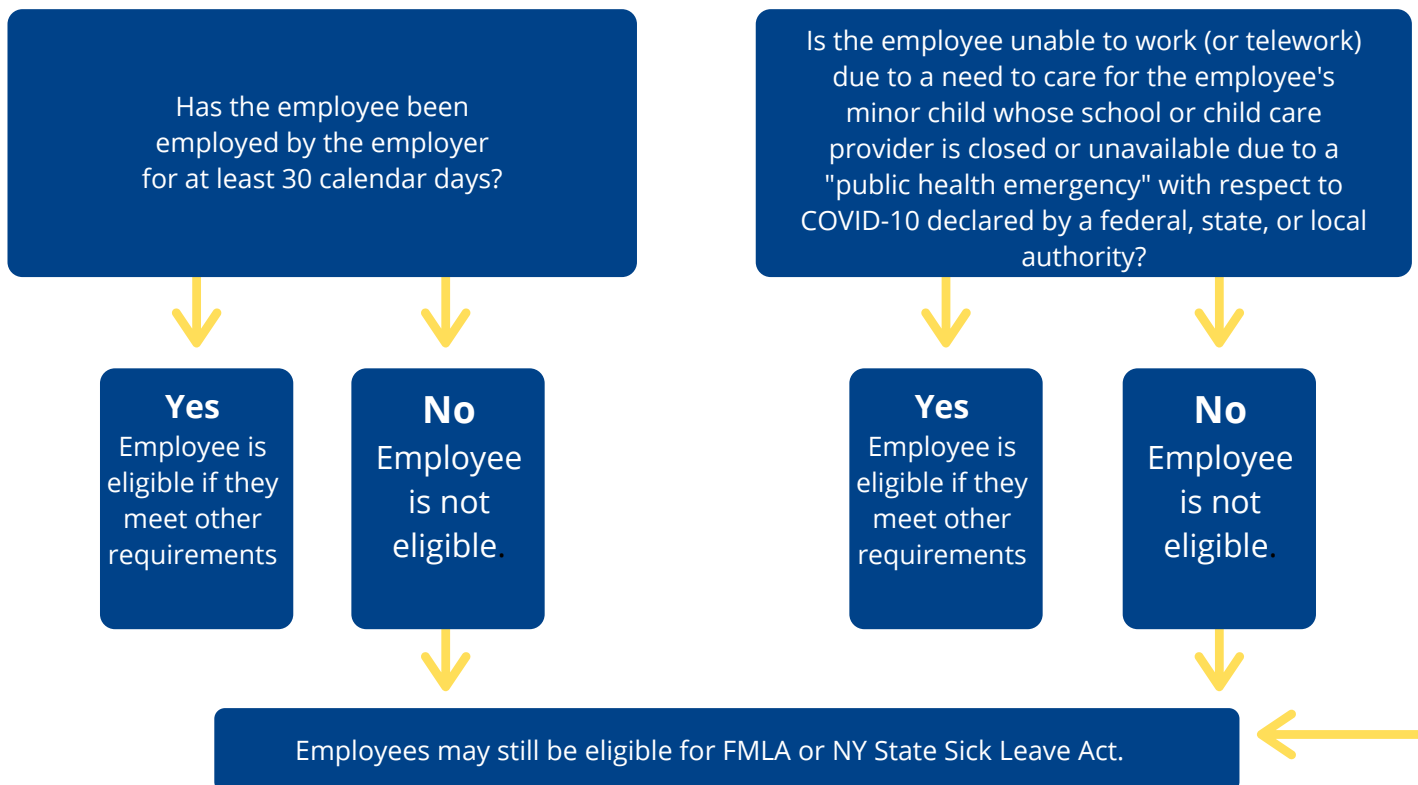 Has the employee been
employed by the employer
for at least 30 calendar days?
Is the employee unable to work (or telework)
due to a need to care for the employee's
minor child whose school or child care
provider is closed or unavailable due to a
"public health emergency" with respect to
COVID-10 declared by a federal, state, or local
authority?
Yes
Employee is
eligible if they
meet other
requirements
No
Employee
is not
eligible.
Yes
Employee is
eligible if they
meet other
requirements
No
Employee
is not
eligible.
Employees may still be eligible for FMLA or NY State Sick Leave Act.